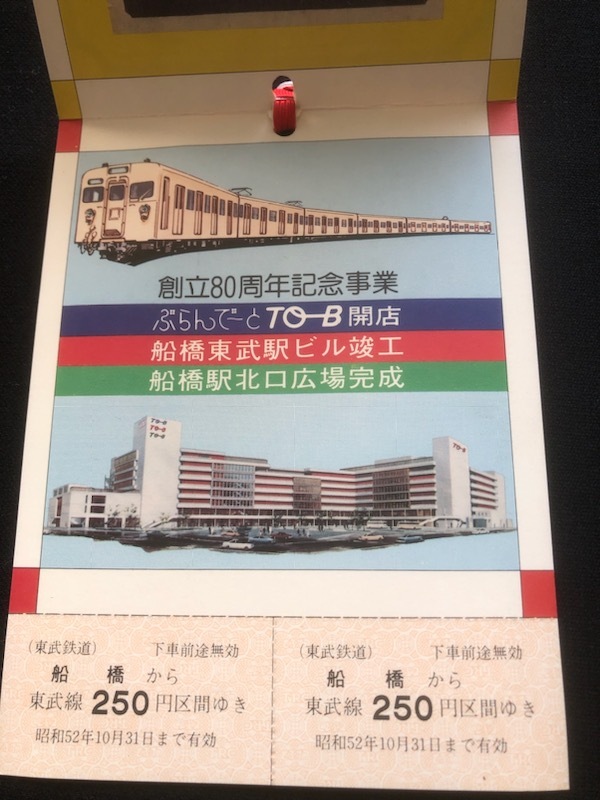 創立80周年記念事業
ぶらんでーとTO-B開店
船橋東武駅ビル竣工
船橋駅北口広場完成
TO-B
TO-B
TO-B
TO-B
(東武鉄道) 下車前途無効
船橋から
東武線250円区間ゆき
昭和52年10月31日まで有効
(東武鉄道) 下車前途無効
船橋から
東武線250円区間ゆき
昭和52年10月31日まで有効